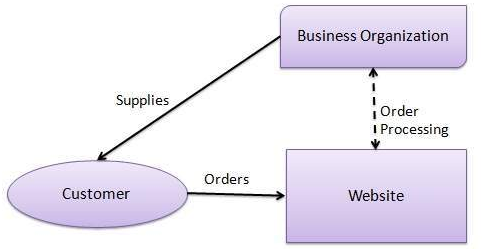 Business Organization
Supplies
Order
Processing
Orders
Customer
Website